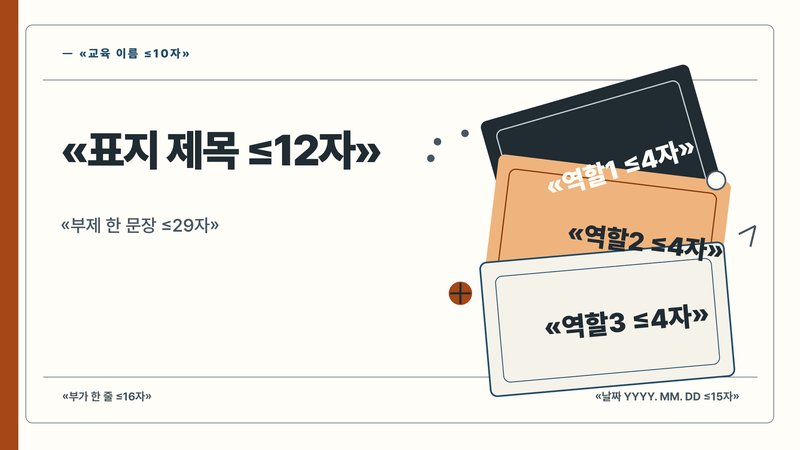 — «교육 이름 ≤10자»
«표지 제목 ≤12자»
«부제 한 문장 ≤29자»
«역할1 ≤4자»
«역할2 ≤4자»
«역할3 ≤4자»
«부가 한 줄 ≤16자»
«날짜 YYYY. MM. DD ≤15자»